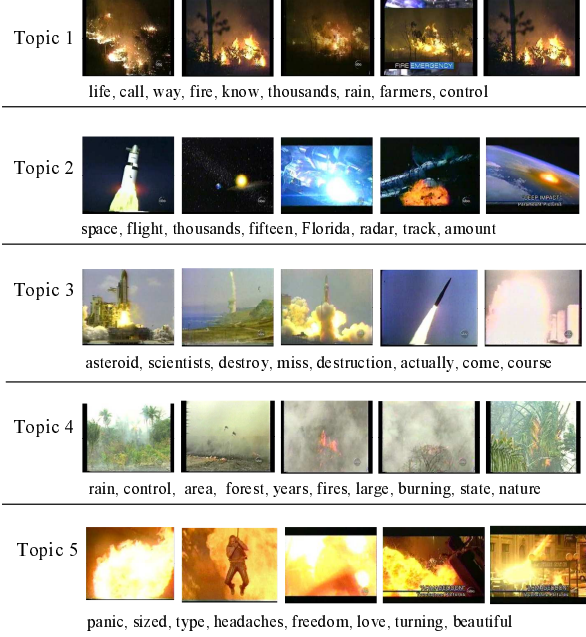 Topic 1
FIRE EMERGENCY
life, call, way, fire, know, thousands, rain, farmers, control
Topic 2
DEEP IMPACT
Paramount Pictures
space, flight, thousands, fifteen, Florida, radar, track, amount
Topic 3
asteroid, scientists, destroy, miss, destruction, actually, come, course
Topic 4
rain, control, area, forest, years, fires, large, burning, state, nature
Topic 5
panic, sized, type, headaches, freedom, love, turning, beautiful